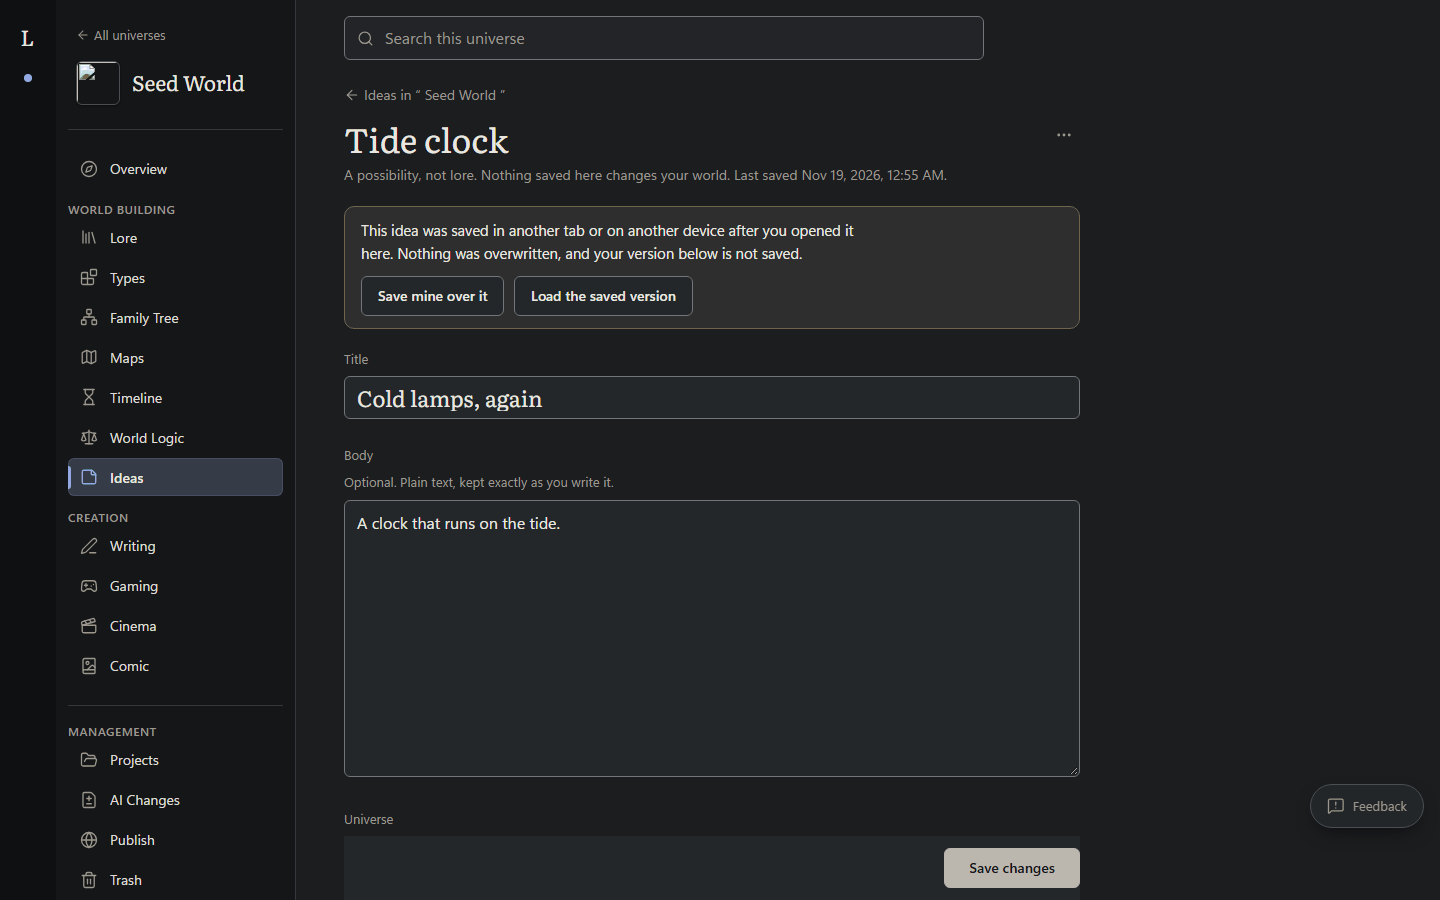 L
All universes
Seed World
Overview
WORLD BUILDING
Lore
Types
Family Tree
Maps
Timeline
World Logic
Ideas
CREATION
Writing
Gaming
Cinema
Comic
MANAGEMENT
Projects
AI Changes
Publish
Trash
Search this universe
Ideas in “ Seed World ”
Tide clock
A possibility, not lore. Nothing saved here changes your world. Last saved Nov 19, 2026, 12:55 AM.
This idea was saved in another tab or on another device after you opened it
here. Nothing was overwritten, and your version below is not saved.
Save mine over it
Load the saved version
Title
Cold lamps, again
Body
Optional. Plain text, kept exactly as you write it.
A clock that runs on the tide.
Universe
Save changes
Feedback